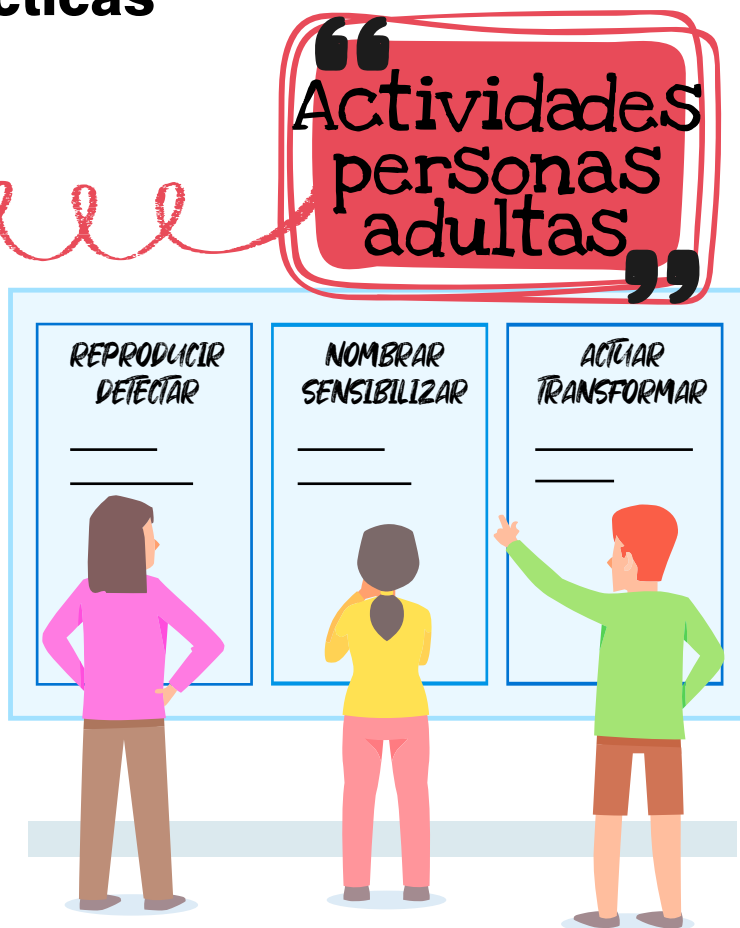 cticas
Actividades
personas
adultas
REPRODUCIR
DETECTAR
NOMBRAR
SENSIBILIZAR
ACTUAR
TRANSFORMAR